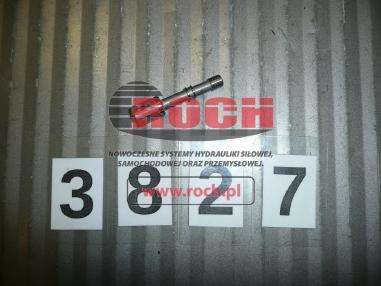 ROCH
NOWOCZESNE SYSTEMY HYDRAULIKI SIŁOWEJ,
SAMOCHODOWEJ ORAZ PRZEMYSŁOWEJ.
www.roch.pl
3 8 2 7